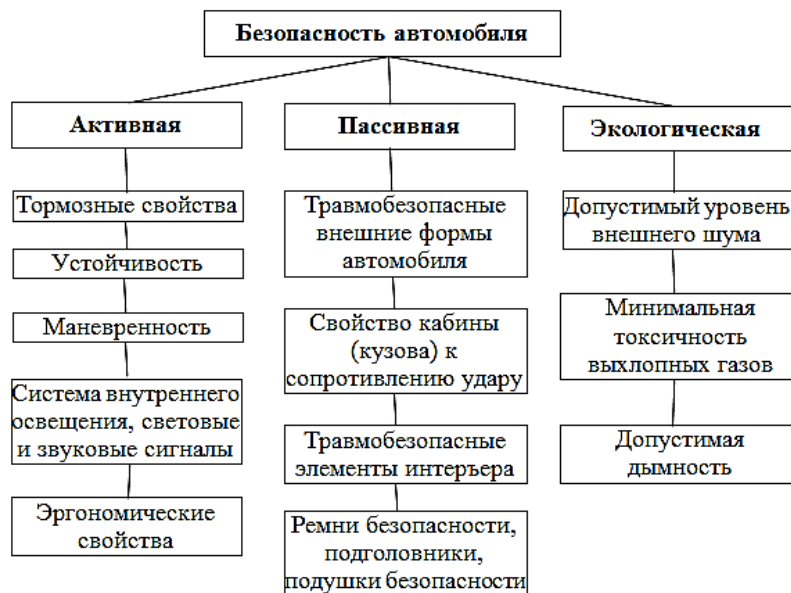 Безопасность автомобиля
Активная
Тормозные свойства
Устойчивость
Маневренность
Система внутреннего
освещения, световые
и звуковые сигналы
Эргономические
свойства
Пассивная
Травмобезопасные
внешние формы
автомобиля
Свойство кабины
(кузова) к
сопротивлению удару
Травмобезопасные
элементы интерьера
Ремни безопасности,
подголовники,
подушки безопасности
Экологическая
Допустимый уровень
внешнего шума
Минимальная
токсичность
выхлопных газов
Допустимая
дымность